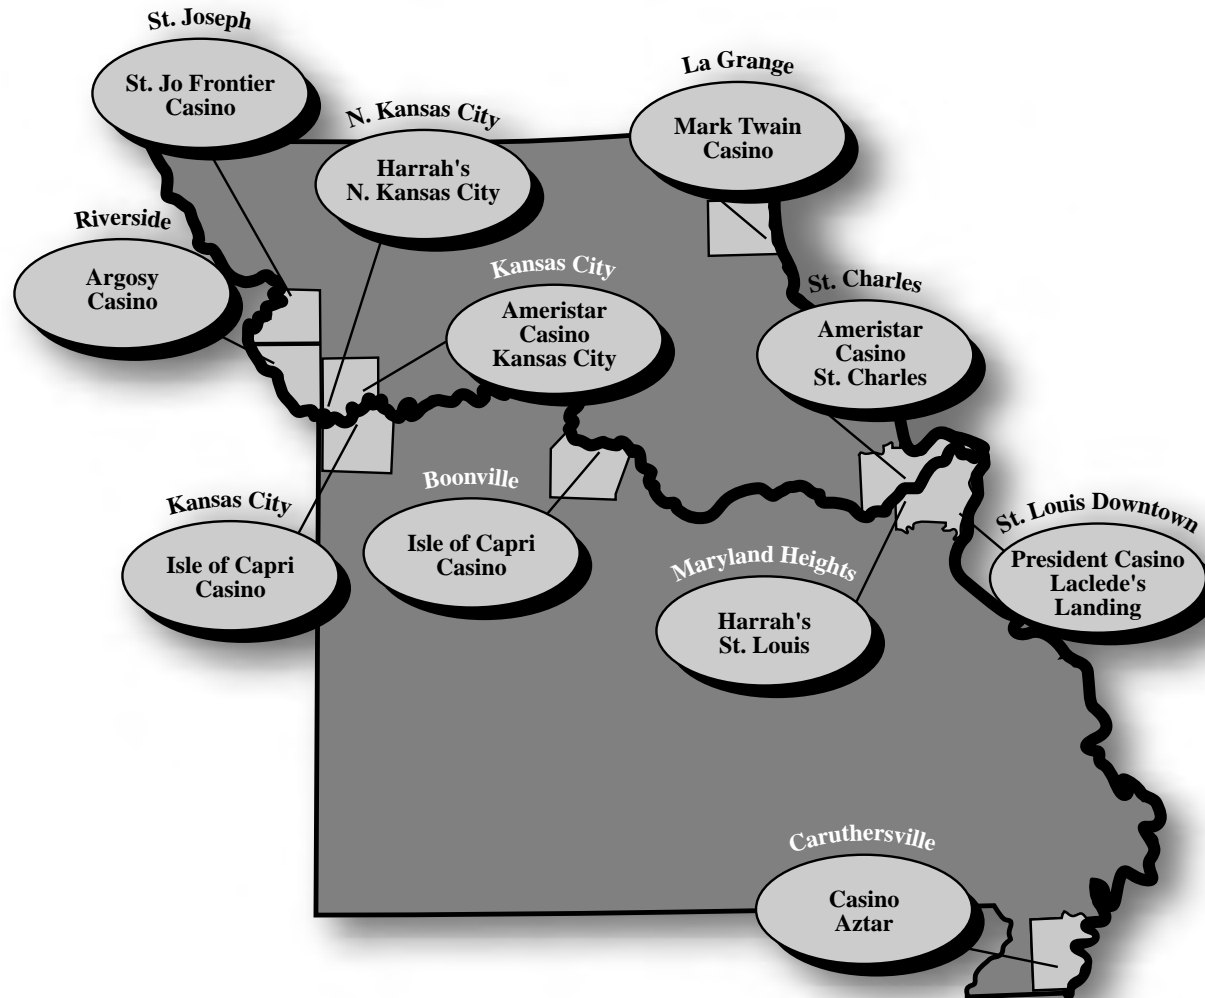 St. Joseph
St. Jo Frontier
Casino
N. Kansas City
Harrah's
N. Kansas City
La Grange
Mark Twain
Casino
Riverside
Argosy
Casino
Kansas City
Ameristar
Casino
Kansas City
St. Charles
Ameristar
Casino
St. Charles
Kansas City
Isle of Capri
Casino
Boonville
Isle of Capri
Casino
Maryland Heights
Harrah's
St. Louis
St. Louis Downtown
President Casino
Laclede's
Landing
Caruthersville
Casino
Aztar